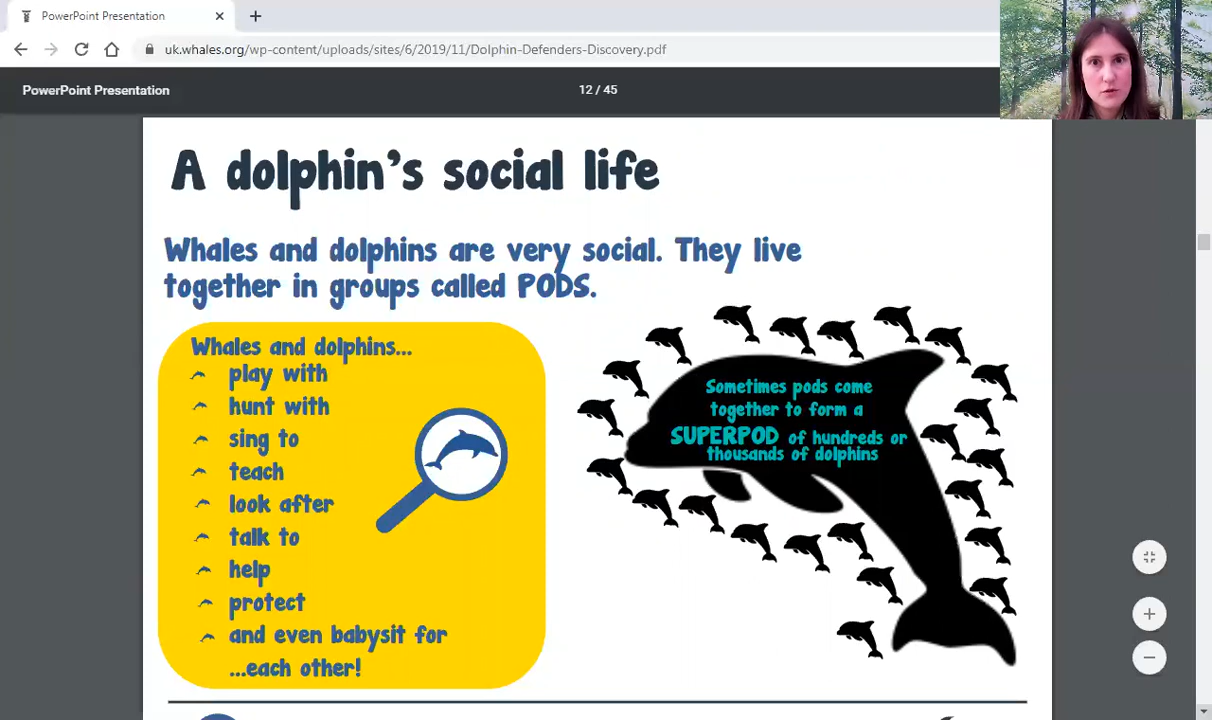 PowerPoint Presentation
uk.whales.org/wp-content/uploads/sites/6/2019/11/Dolphin-Defenders-Discovery.pdf
PowerPoint Presentation
12 / 45
A dolphin's social life
Whales and dolphins are very social. They live
together in groups called PODS.
Whales and dolphins...
play with
hunt with
sing to
teach
look after
talk to
help
protect
and even babysit for
...each other!
Sometimes pods come
together to form a
SUPERPOD of hundreds or
thousands of dolphins